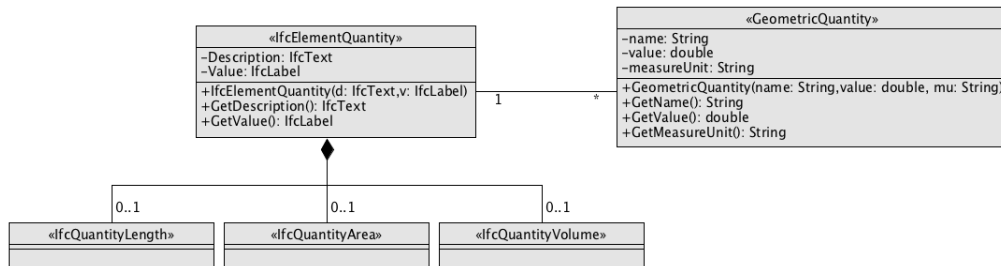 «IfcElementQuantity»
-Description: IfcText
-Value: IfcLabel
+IfcElementQuantity(d: IfcText,v: IfcLabel)
+GetDescription(): IfcText
+GetValue(): IfcLabel
1
*
«GeometricQuantity»
-name: String
-value: double
-measureUnit: String
+GeometricQuantity(name: String,value: double, mu: String)
+GetName(): String
+GetValue(): double
+GetMeasureUnit(): String
0..1
0..1
0..1
«IfcQuantityLength»
«IfcQuantityArea»
«IfcQuantityVolume»